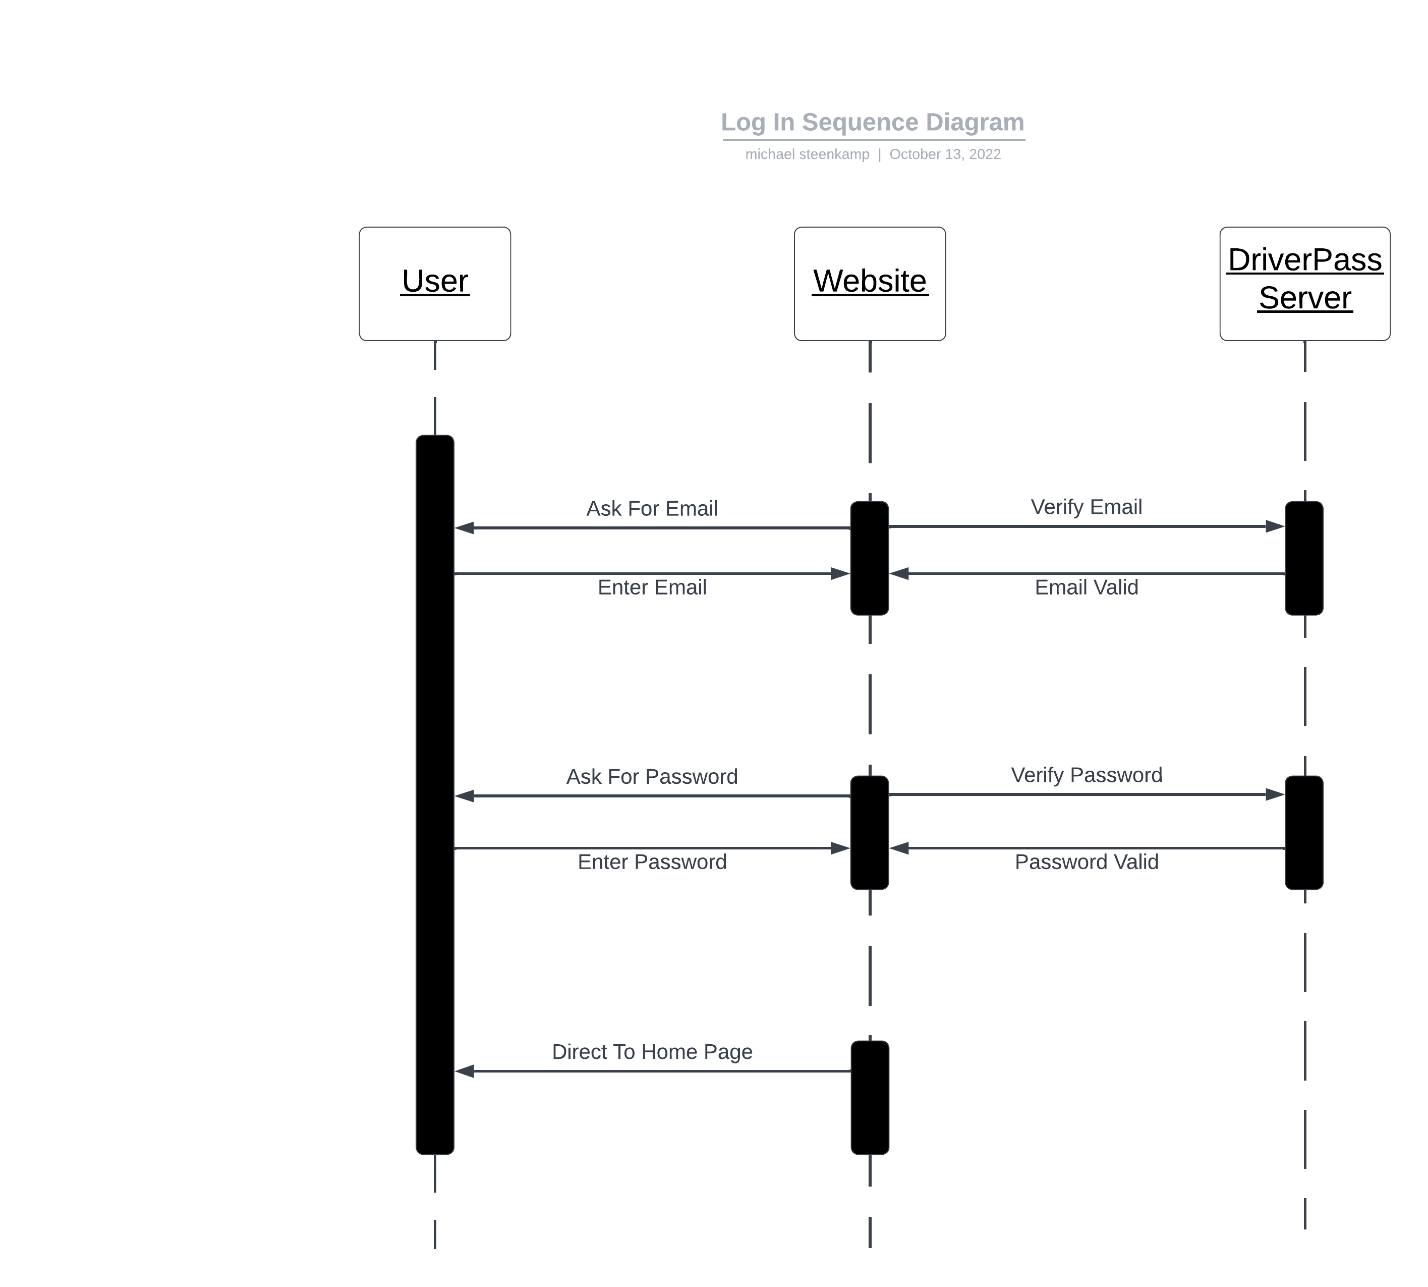 Log In Sequence Diagram
michael steenkamp | October 13, 2022
User
Website
DriverPass
Server
Ask For Email
Verify Email
Enter Email
Email Valid
Ask For Password
Verify Password
Enter Password
Password Valid
Direct To Home Page